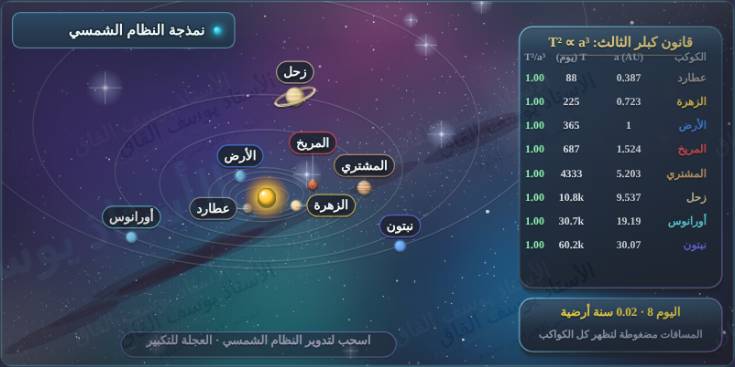 نمذجة النظام الشمسي
قانون كبلر الثالث: T² ∝ a³
الكوكب a (AU) T (يوم) T²/a³
عطارد 0.387 88 1.00
الزهرة 0.723 225 1.00
الأرض 1 365 1.00
المريخ 1.524 687 1.00
المشتري 5.203 4333 1.00
زحل 9.537 10.8k 1.00
أورانوس 19.19 30.7k 1.00
نبتون 30.07 60.2k 1.00
زحل
المريخ
الأرض
المشتري
عطارد
الزهرة
أورانوس
نبتون
اليوم 8 · 0.02 سنة أرضية
المسافات مضغوطة لتظهر كل الكواكب
اسحب لتدوير النظام الشمسي · العجلة للتكبير
الأستاذ يوسف الفاق